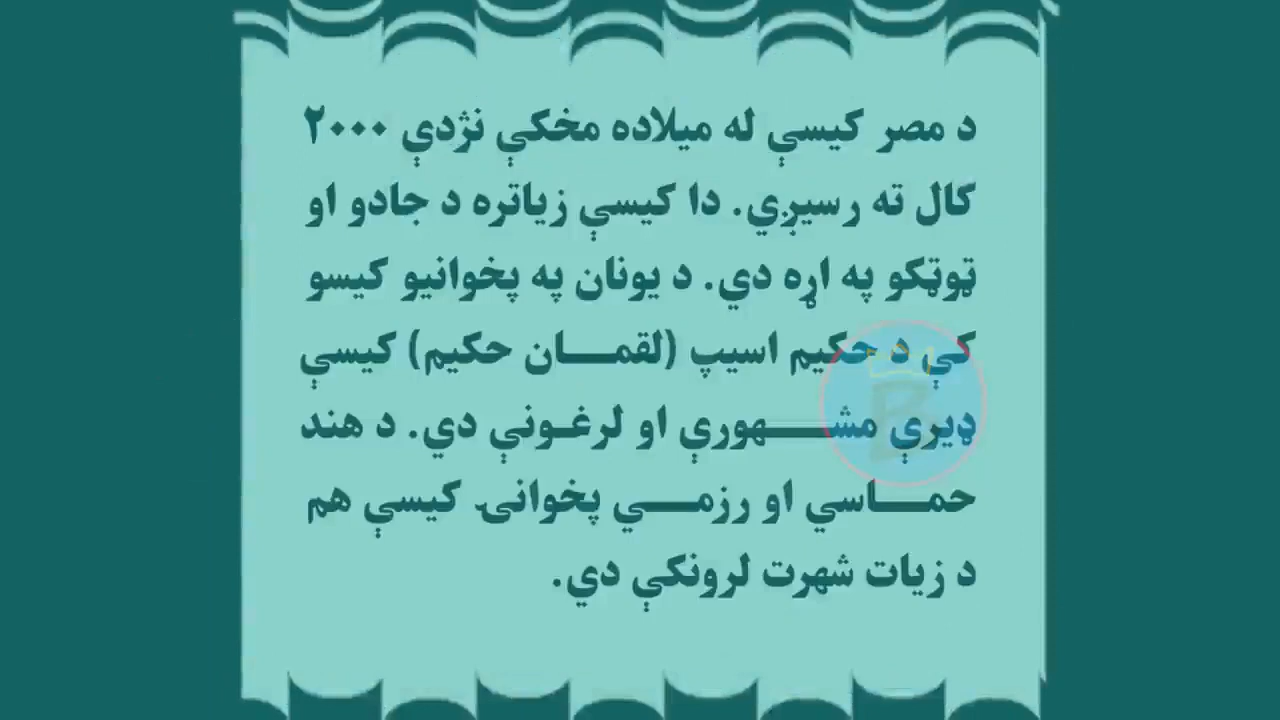 د مصر کیسې له میلاده مخکې نژدې ۲۰۰۰
کال ته رسیږي. دا کیسې زیاتره د جادو او
ټوټکو په اړه دي. د یونان په پخوانیو کیسو
کې د حکیم اسیپ (لقمـــان حکیم) کیسې
ډیرې مشـــهورې او لرغـونې دي. د هند
حمـــاسي او رزمـــي پخوانۍ کیسې هم
د زیات شهرت لرونکې دي.
B